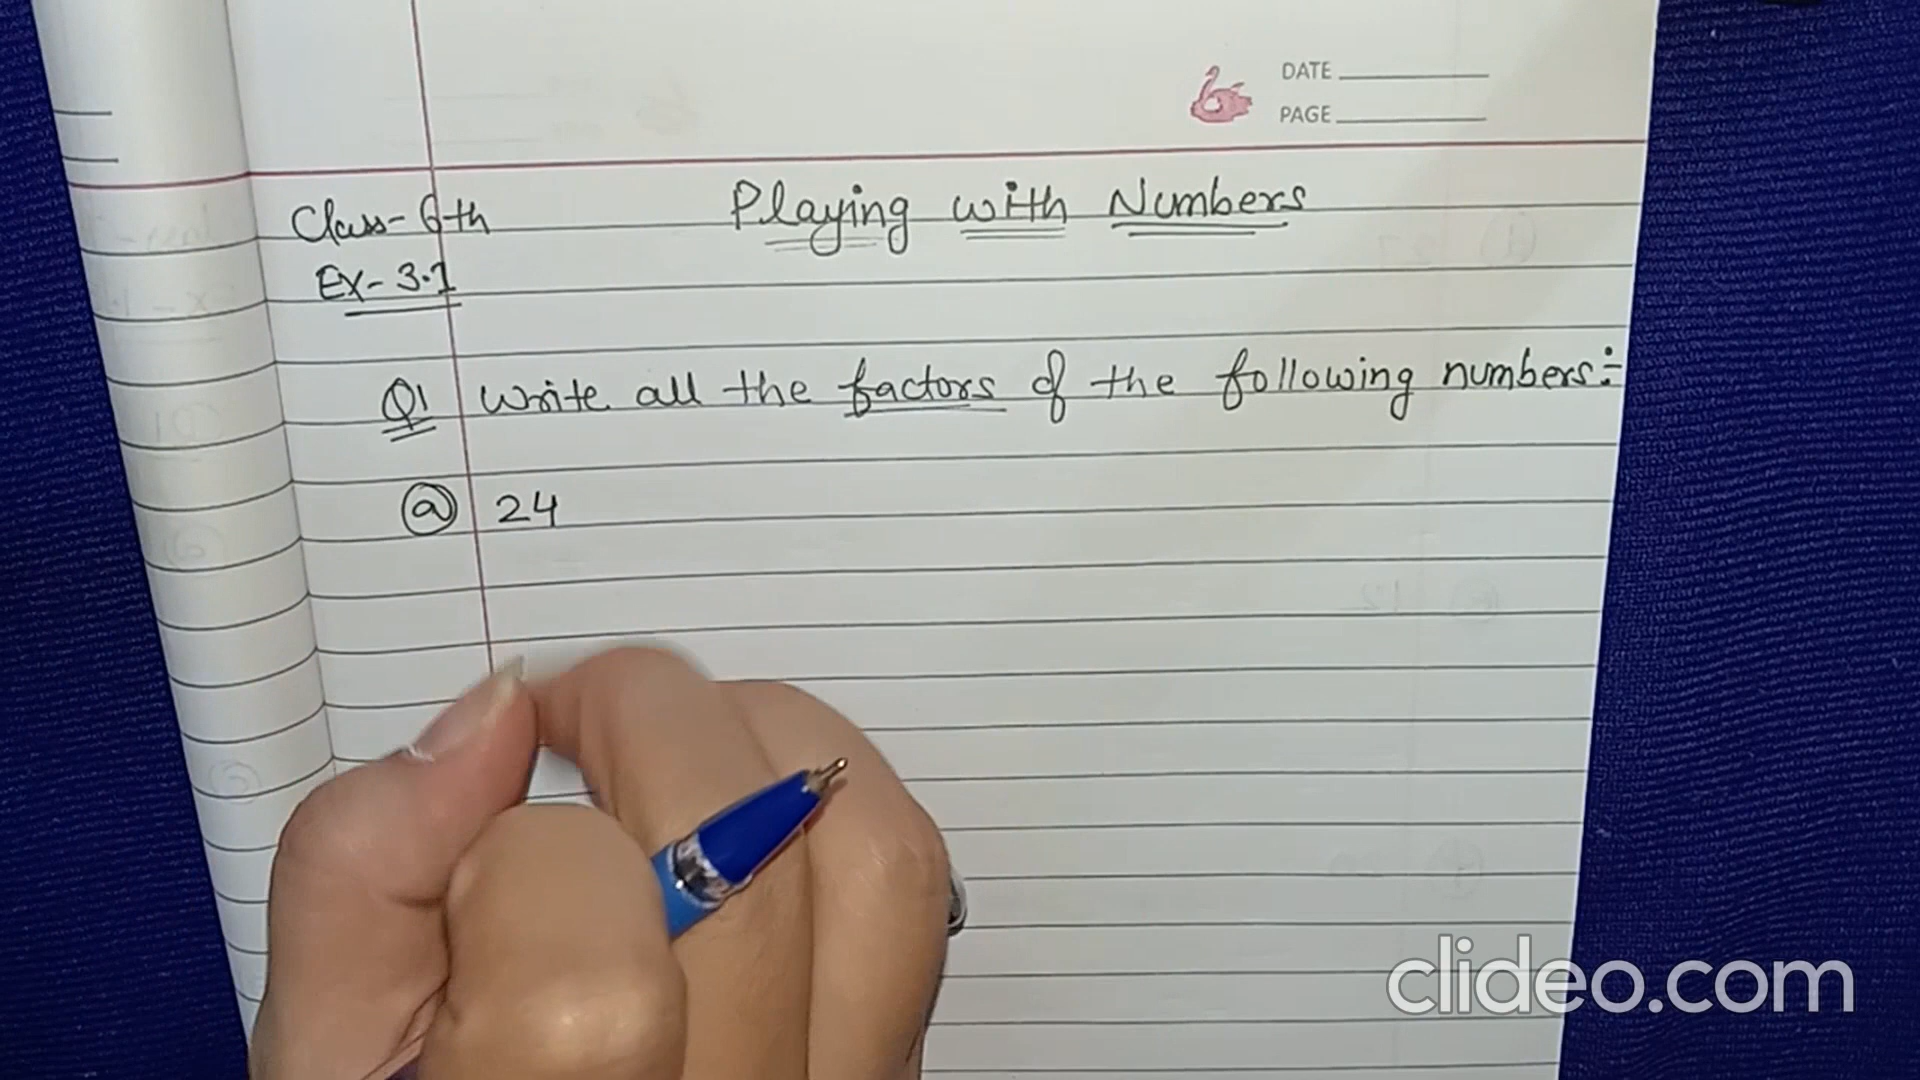 DATE
PAGE
Class-6th
Playing with Numbers
Ex-3.1
Q1 Write all the factors of the following numbers:-
(a) 24
clideo.com